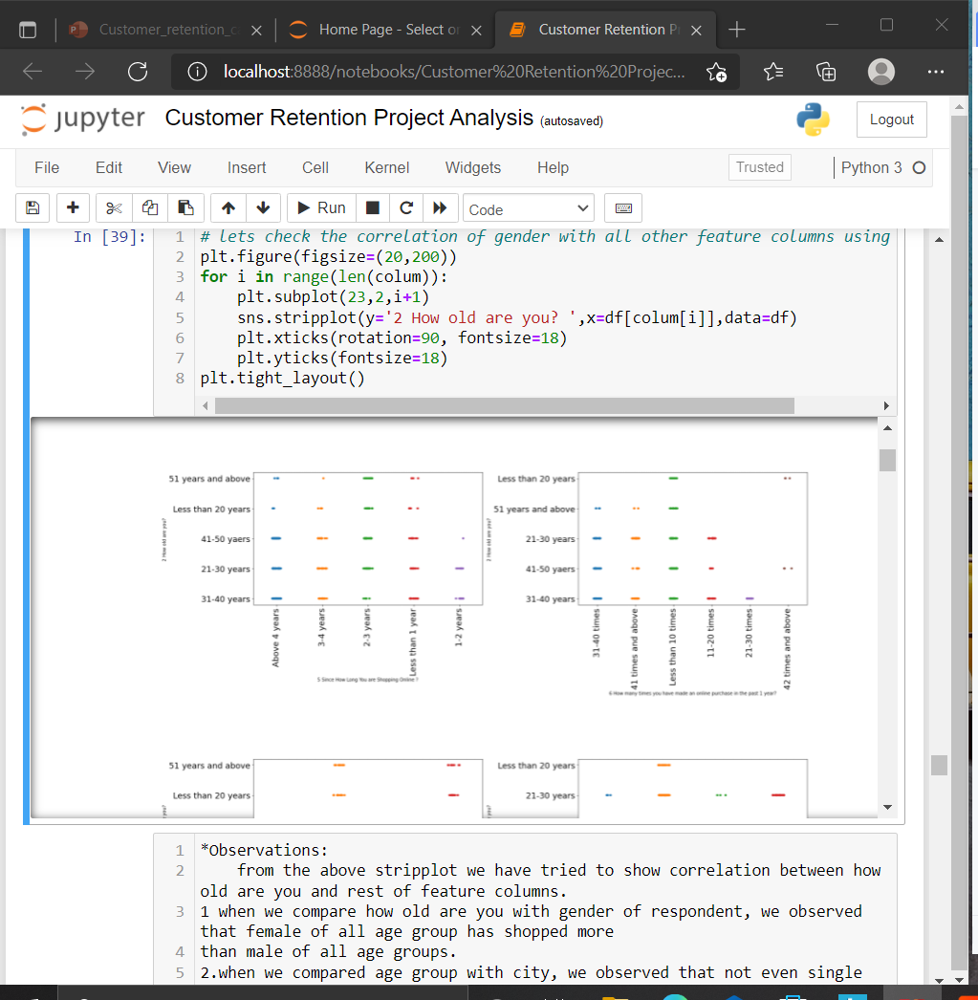 Customer_retention_c
Home Page - Select or
Customer Retention P
localhost:8888/notebooks/Customer%20Retention%20Projec...
jupyter Customer Retention Project Analysis (autosaved)
Logout
File Edit View Insert Cell Kernel Widgets Help
Trusted
Python 3
Run
Code
In [39]:
1 # lets check the correlation of gender with all other feature columns using
2 plt.figure(figsize=(20,200))
3 for i in range(len(colum)):
4 plt.subplot(23,2,i+1)
5 sns.stripplot(y='2 How old are you? ',x=df[colum[i]],data=df)
6 plt.xticks(rotation=90, fontsize=18)
7 plt.yticks(fontsize=18)
8 plt.tight_layout()
51 years and above
Less than 20 years
41-50 yaers
21-30 years
31-40 years
2 How old are you?
Above 4 years
3-4 years
2-3 years
Less than 1 year
1-2 years
5 Since How Long You are Shopping Online ?
Less than 20 years
51 years and above
21-30 years
41-50 yaers
31-40 years
2 How old are you?
31-40 times
41 times and above
Less than 10 times
11-20 times
21-30 times
42 times and above
6 How many times you have made an online purchase in the past 1 year?
51 years and above
Less than 20 years
you?
Less than 20 years
21-30 years
you?
1 *Observations:
2 from the above stripplot we have tried to show correlation between how
old are you and rest of feature columns.
3 1 when we compare how old are you with gender of respondent, we observed
that female of all age group has shopped more
4 than male of all age groups.
5 2.when we compared age group with city, we observed that not even single